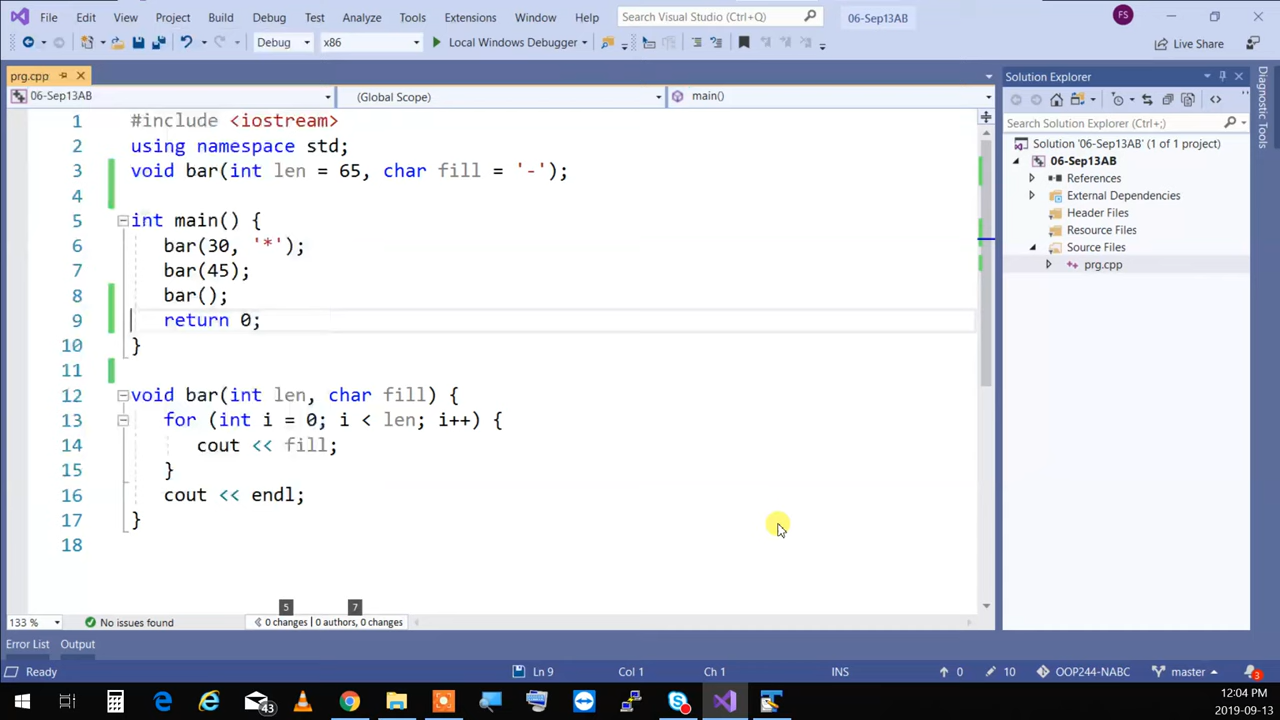 File Edit View Project Build Debug Test Analyze Tools Extensions Window Help Search Visual Studio (Ctrl+Q) 06-Sep13AB FS
Debug x86 Local Windows Debugger Live Share
prg.cpp
06-Sep13AB (Global Scope) main()
1 #include <iostream>
2 using namespace std;
3 void bar(int len = 65, char fill = '-');
4
5 int main() {
6 bar(30, '*');
7 bar(45);
8 bar();
9 return 0;
10 }
11
12 void bar(int len, char fill) {
13 for (int i = 0; i < len; i++) {
14 cout << fill;
15 }
16 cout << endl;
17 }
18
Solution Explorer
Search Solution Explorer (Ctrl+;)
Solution '06-Sep13AB' (1 of 1 project)
06-Sep13AB
References
External Dependencies
Header Files
Resource Files
Source Files
prg.cpp
Diagnostic Tools
5 7
133 % No issues found 0 changes | 0 authors, 0 changes
Error List Output
Ready Ln 9 Col 1 Ch 1 INS 0 10 OOP244-NABC master 3
43
12:04 PM
2019-09-13